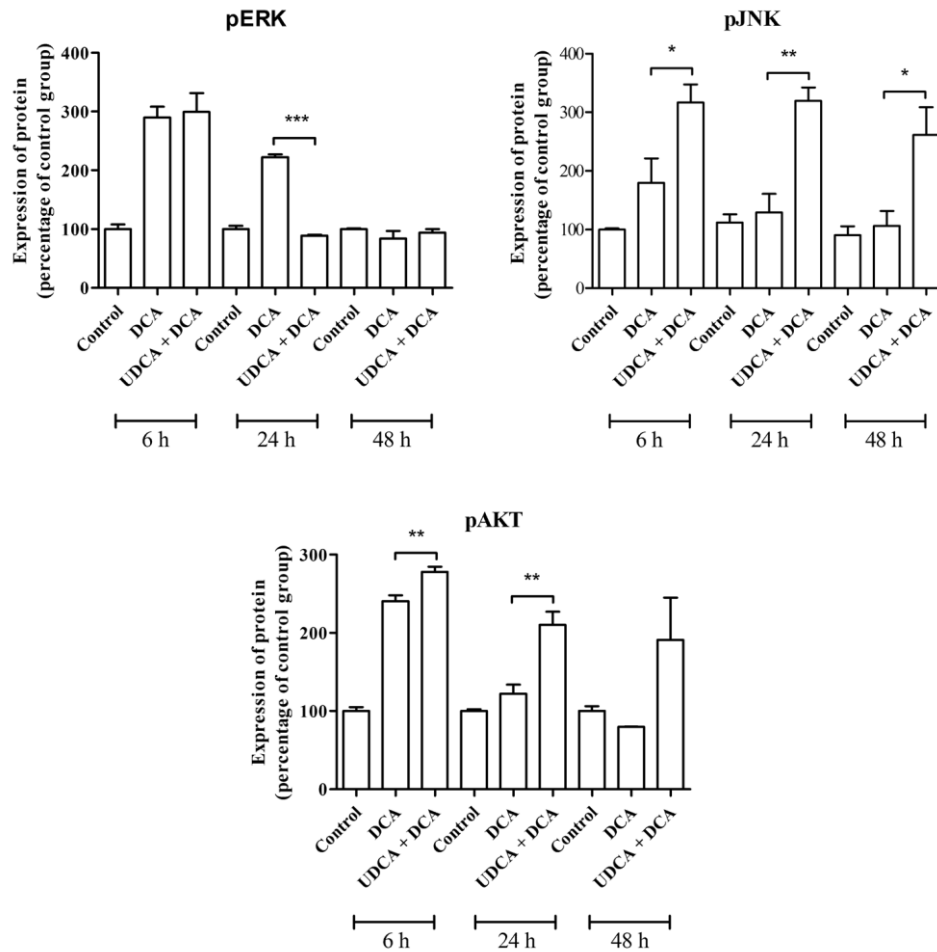 pERK
Expression of protein
(percentage of control group)
400
300
200
100
0
***
Control
DCA
UDCA + DCA
Control
DCA
UDCA + DCA
Control
DCA
UDCA + DCA
6 h
24 h
48 h
pJNK
Expression of protein
(percentage of control group)
400
300
200
100
0
*
**
*
Control
DCA
UDCA + DCA
Control
DCA
UDCA + DCA
Control
DCA
UDCA + DCA
6 h
24 h
48 h
pAKT
Expression of protein
(percentage of control group)
300
200
100
0
**
**
Control
DCA
UDCA + DCA
Control
DCA
UDCA + DCA
Control
DCA
UDCA + DCA
6 h
24 h
48 h